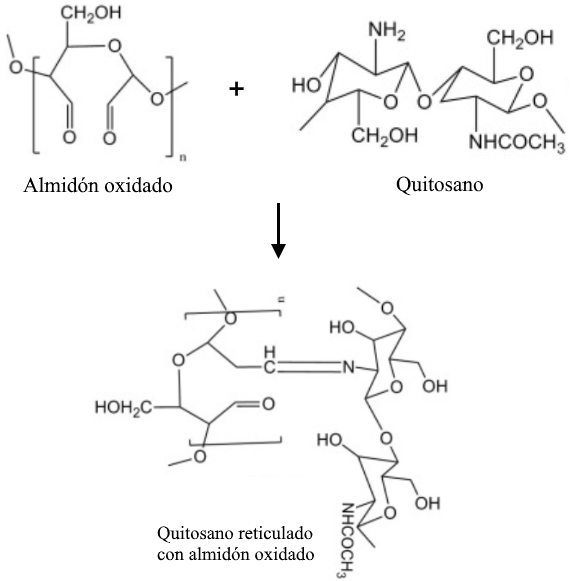 CH₂OH
NH₂
CH₂OH
O
O
O
O
n
O
O
+
HO
O
CH₂OH
O
O
O
NHCOCH₃
Almidón oxidado
Quitosano
n
O
O
HO
H
C
N
O
OH
O
HOH₂C
O
O
HO
O
OH
O
NHCOCH₃
Quitosano reticulado
con almidón oxidado